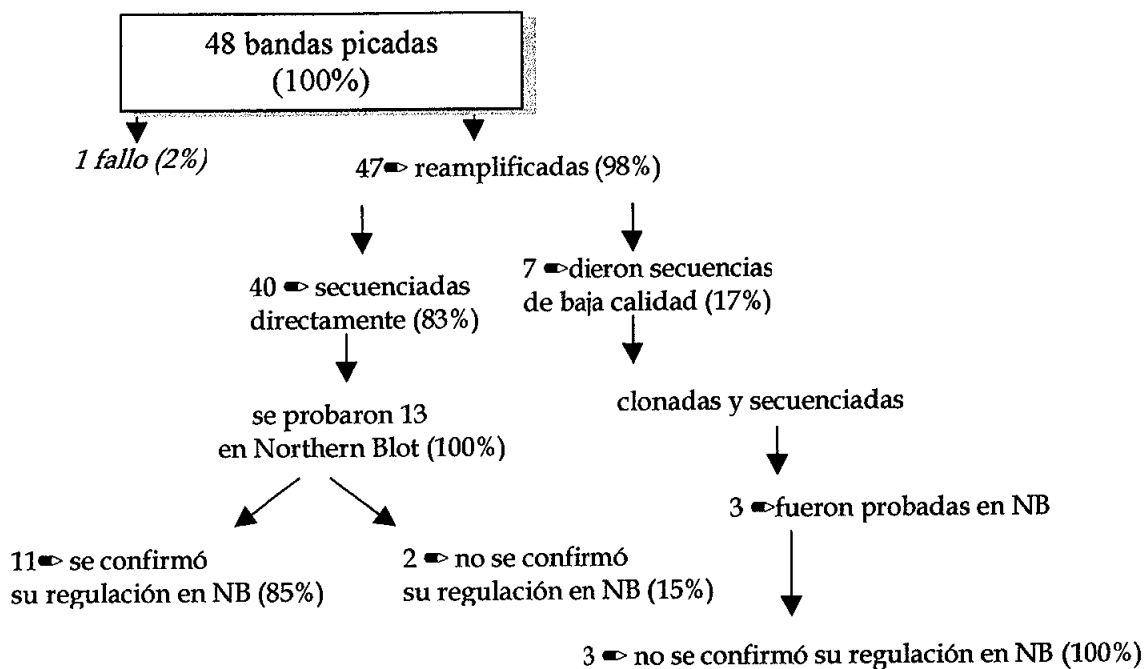 48 bandas picadas
(100%)
1 fallo (2%)
47 reamplificadas (98%)
40 secuenciadas
directamente (83%)
7 dieron secuencias
de baja calidad (17%)
se probaron 13
en Northern Blot (100%)
clonadas y secuenciadas
3 fueron probadas en NB
11 se confirmó
su regulación en NB (85%)
2 no se confirmó
su regulación en NB (15%)
3 no se confirmó su regulación en NB (100%)